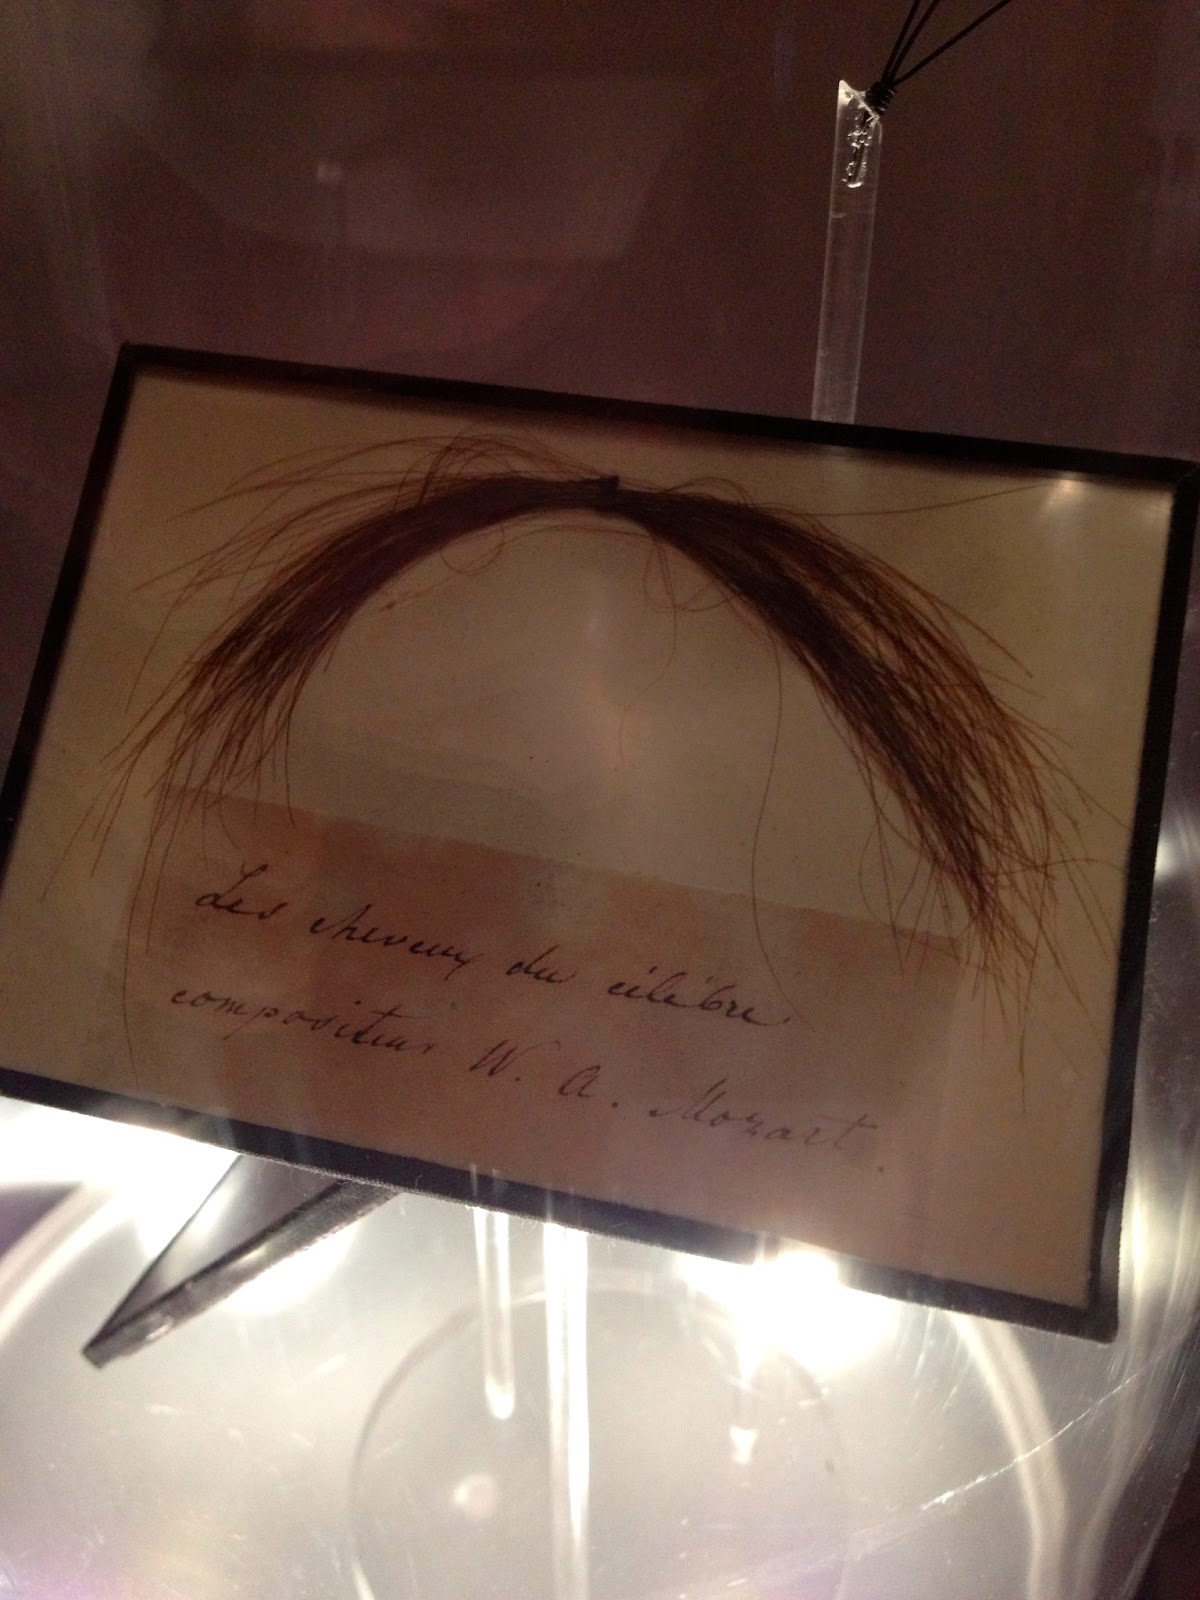 Les cheveux du célèbre
compositeur W. A. Mozart.